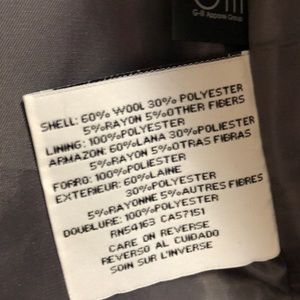 G-III Apparel Group
SHELL: 60% WOOL 30% POLYESTER
5%RAYON 5%OTHER FIBERS
LINING: 100%POLYESTER
ARMAZON: 60%LANA 30%POLIESTER
5%RAYON 5%OTRAS FIBRAS
FORRO: 100%POLIESTER
EXTERIEUR: 60%LAINE
30%POLYESTER
5%RAYONNE 5%AUTRES FIBRES
DOUBLURE: 100%POLYESTER
RN54163 CA57151
CARE ON REVERSE
REVERSO AL CUIDADO
SOIN SUR L'INVERSE